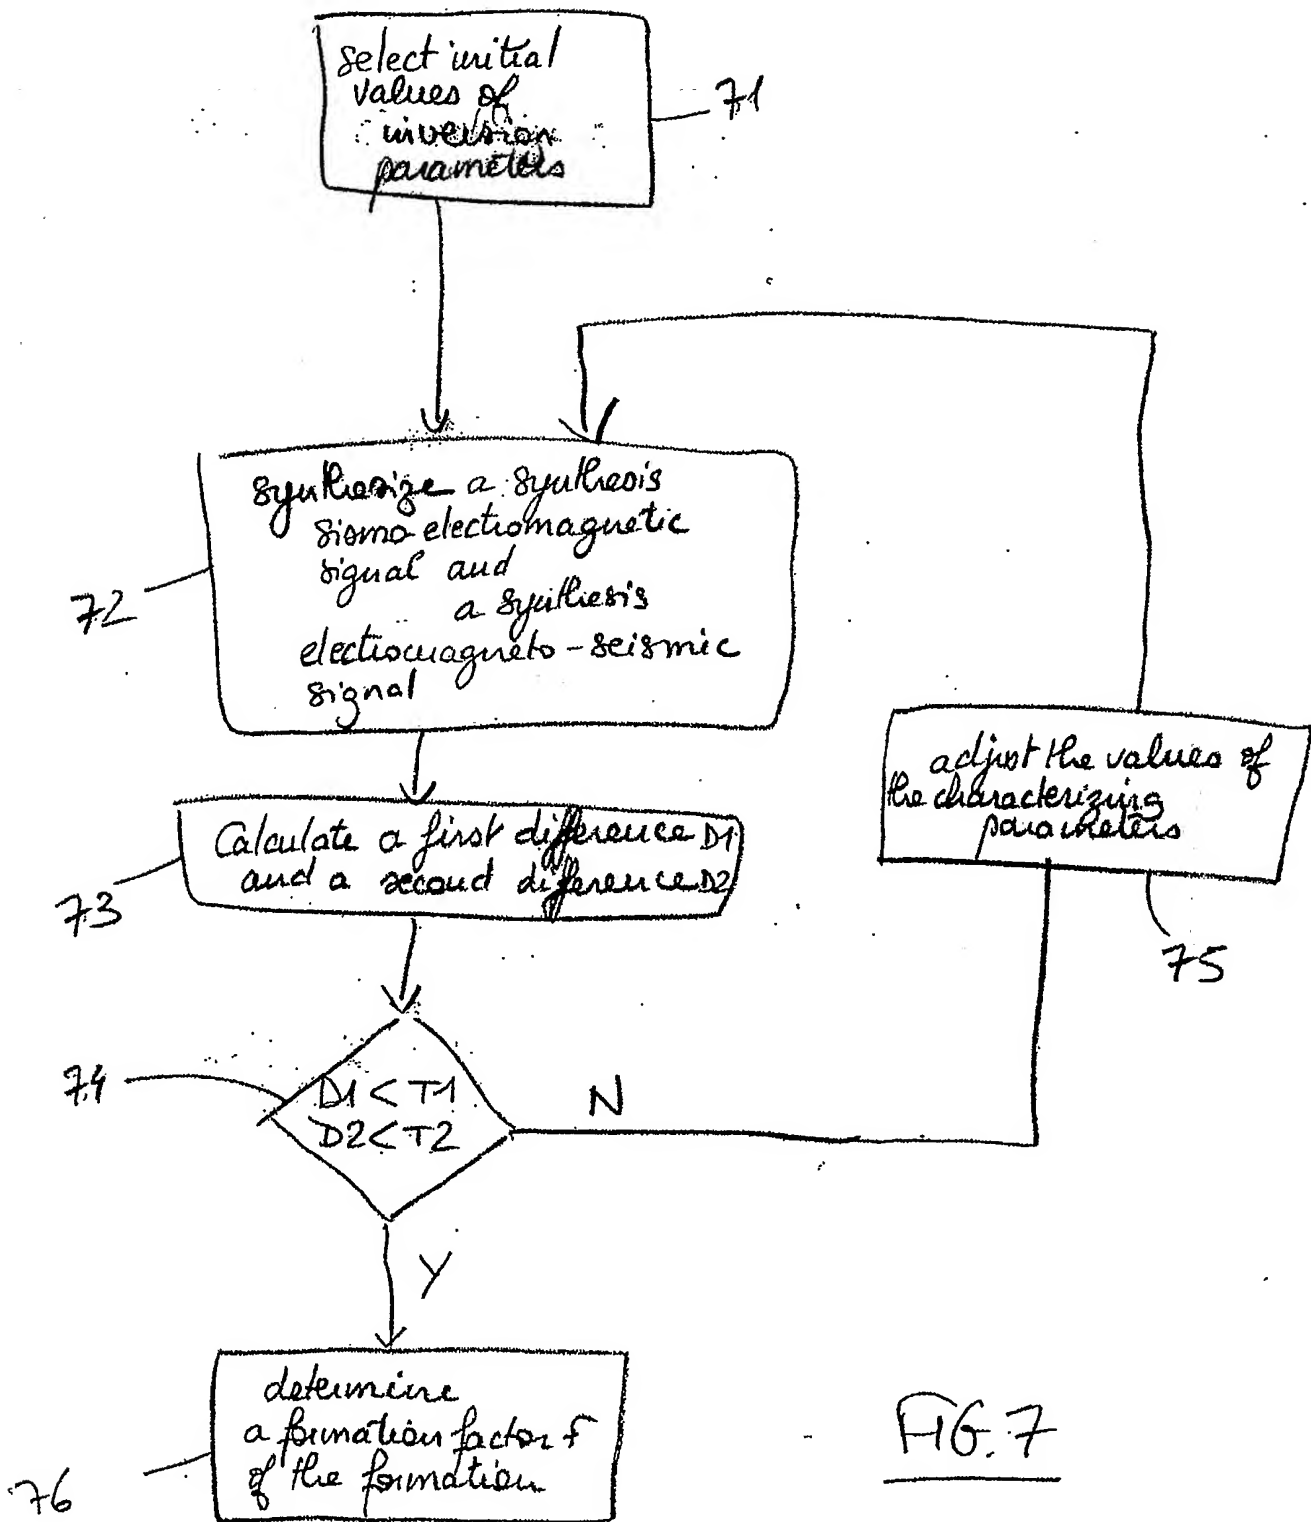 select initial
values of
inversion
parameters
71
synthesize a synthesis
sismo-electromagnetic
signal and
a synthesis
electromagneto-seismic
signal
72
Calculate a first difference D1
and a second difference D2
73
adjust the values of
the characterizing
parameters
75
D1<T1
D2<T2
74
N
Y
determine
a formation factor F
of the formation
76
FIG. 7